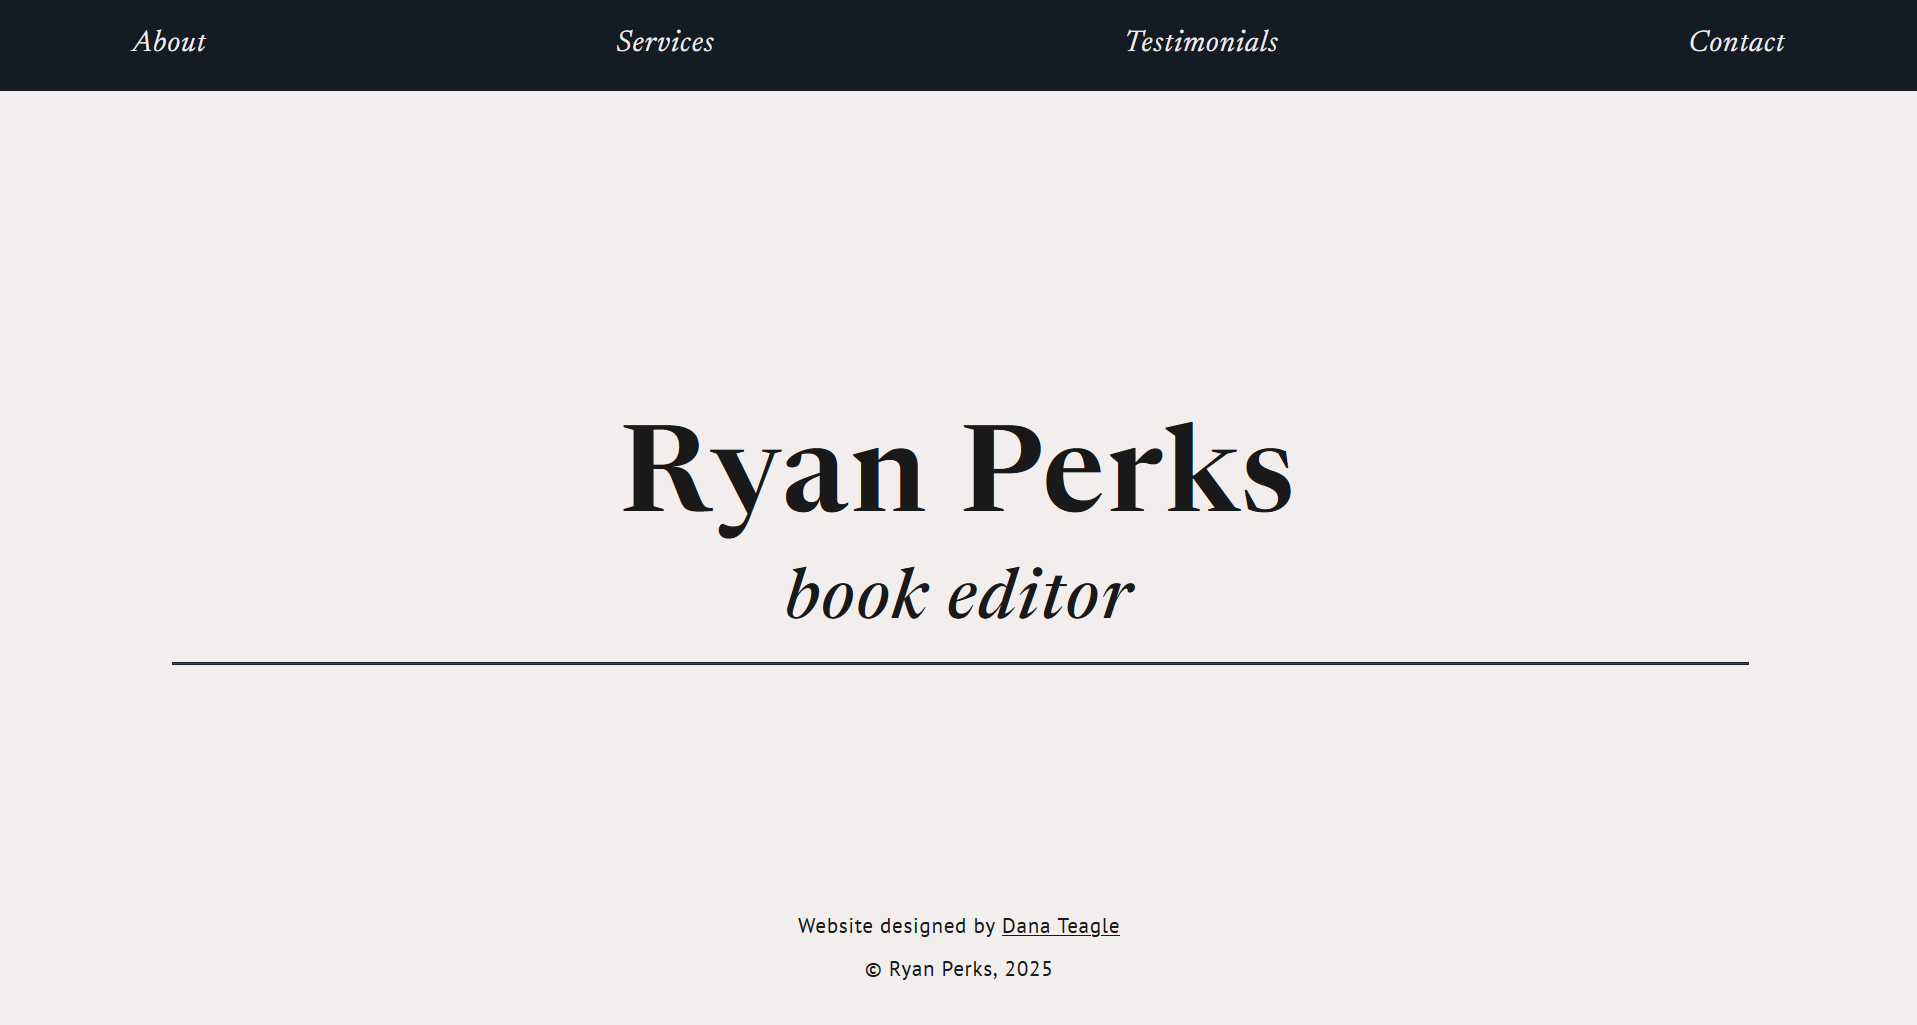 About Services Testimonials Contact
Ryan Perks
book editor
Website designed by Dana Teagle
© Ryan Perks, 2025